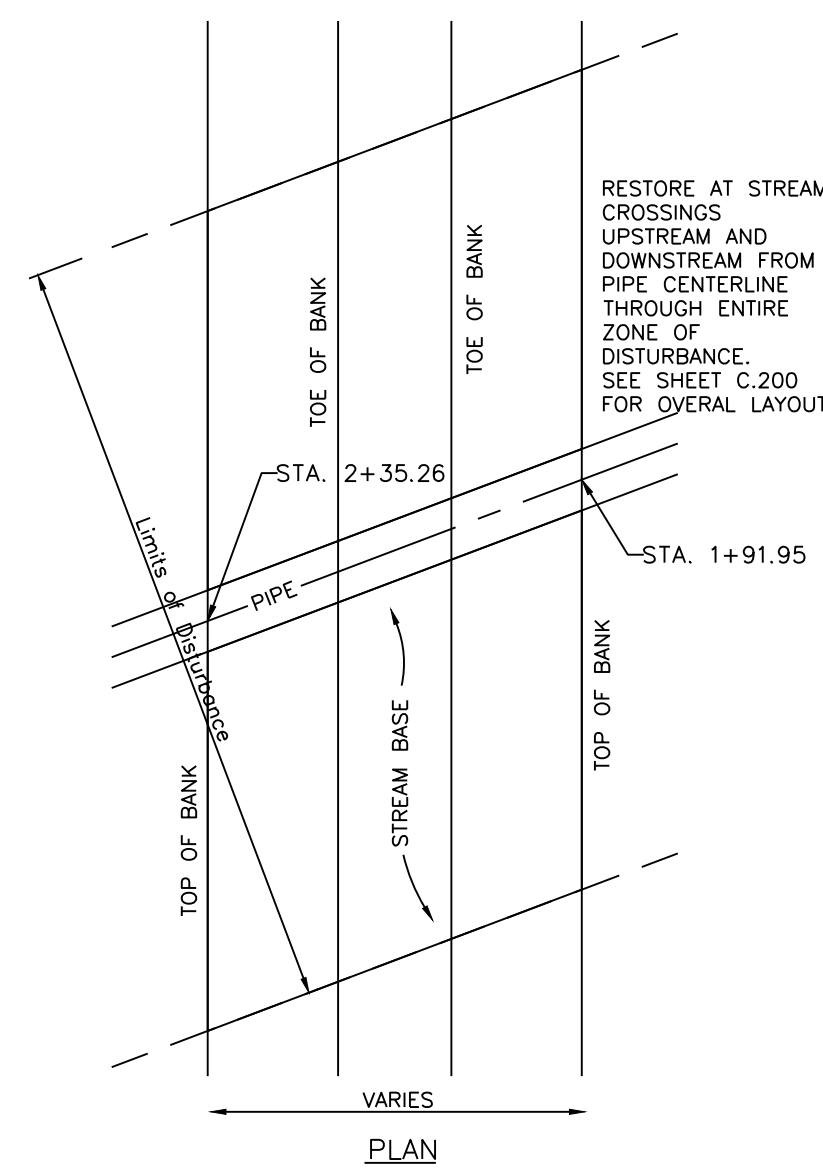 RESTORE AT STREAM
CROSSINGS
UPSTREAM AND
DOWNSTREAM FROM
PIPE CENTERLINE
THROUGH ENTIRE
ZONE OF
DISTURBANCE.
SEE SHEET C.200
FOR OVERAL LAYOUT
TOE OF BANK
TOE OF BANK
STA. 2+35.26
STA. 1+91.95
Limits of Disturbance
PIPE
STREAM BASE
TOP OF BANK
TOP OF BANK
VARIES
PLAN